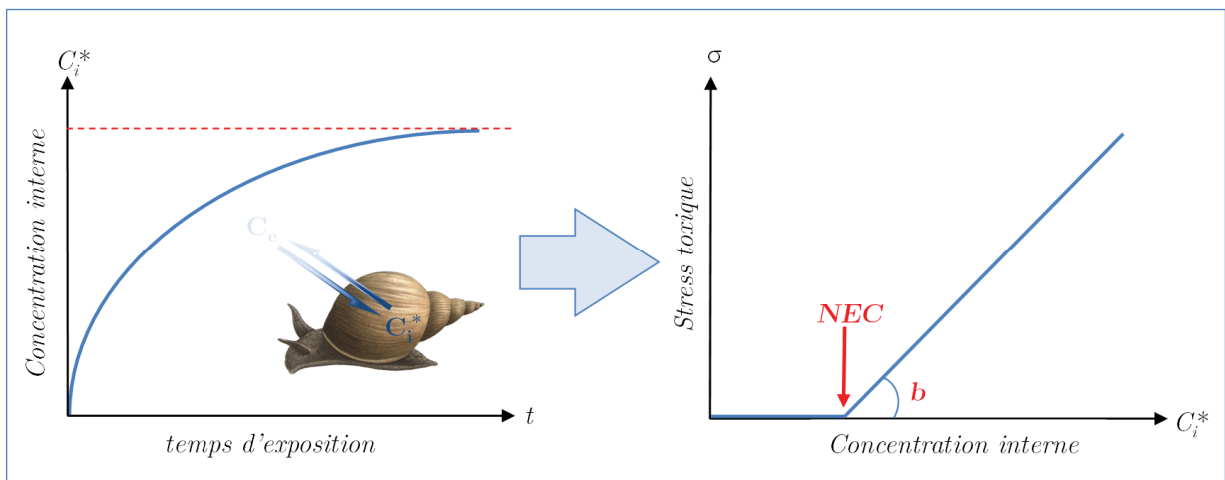 C_i^*
Concentration interne
C_e
C_i^*
t
temps d'exposition
σ
Stress toxique
NEC
b
C_i^*
Concentration interne